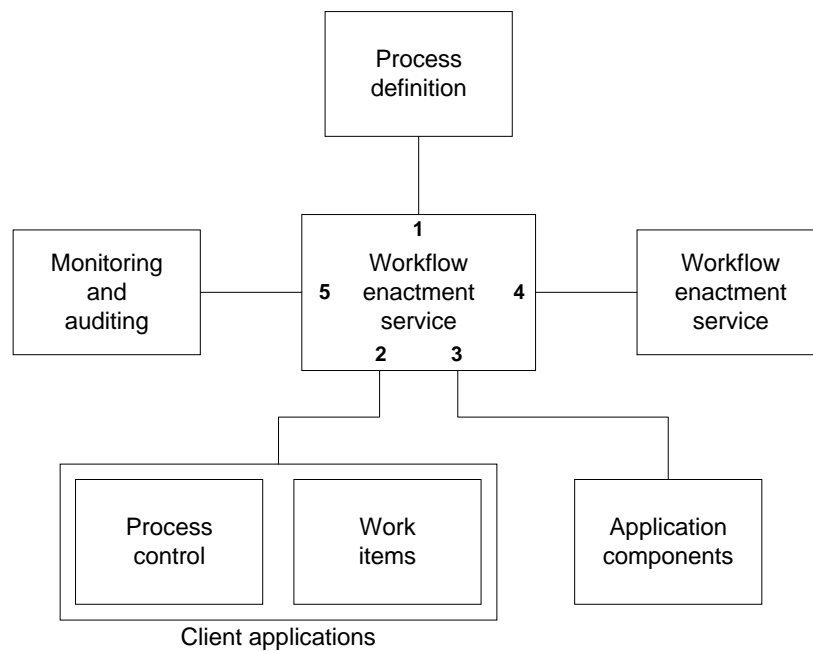 Process
definition
1
Monitoring
and
auditing
5
Workflow
enactment
service
4
Workflow
enactment
service
2
3
Process
control
Work
items
Application
components
Client applications